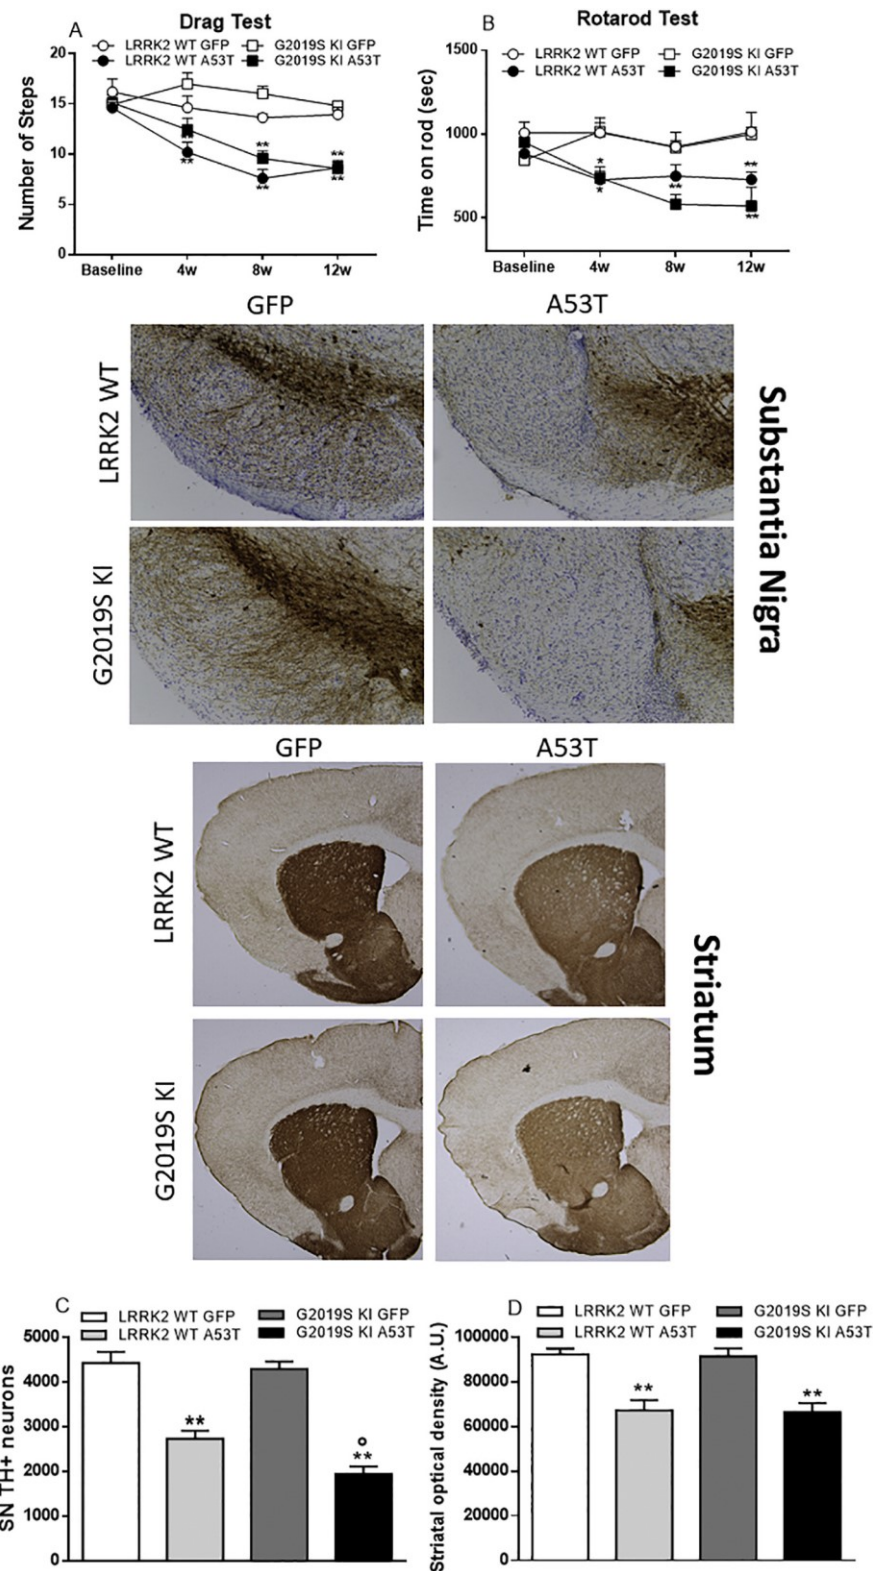 A
Drag Test
LRRK2 WT GFP
G2019S KI GFP
LRRK2 WT A53T
G2019S KI A53T
Number of Steps
20
15
10
5
0
**
**
**
**
**
**
Baseline
4w
8w
12w
B
Rotarod Test
LRRK2 WT GFP
G2019S KI GFP
LRRK2 WT A53T
G2019S KI A53T
Time on rod (sec)
1500
1000
500
*
*
**
**
**
Baseline
4w
8w
12w
GFP
A53T
LRRK2 WT
G2019S KI
Substantia Nigra
GFP
A53T
LRRK2 WT
G2019S KI
Striatum
C
LRRK2 WT GFP
G2019S KI GFP
LRRK2 WT A53T
G2019S KI A53T
SN TH+ neurons
5000
4000
3000
2000
1000
0
**
°
**
D
LRRK2 WT GFP
G2019S KI GFP
LRRK2 WT A53T
G2019S KI A53T
Striatal optical density (A.U.)
100000
80000
60000
40000
20000
0
**
**